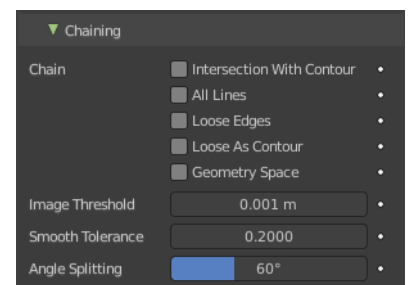 Chaining
Chain Intersection With Contour
All Lines
Loose Edges
Loose As Contour
Geometry Space
Image Threshold 0.001 m
Smooth Tolerance 0.2000
Angle Splitting 60°